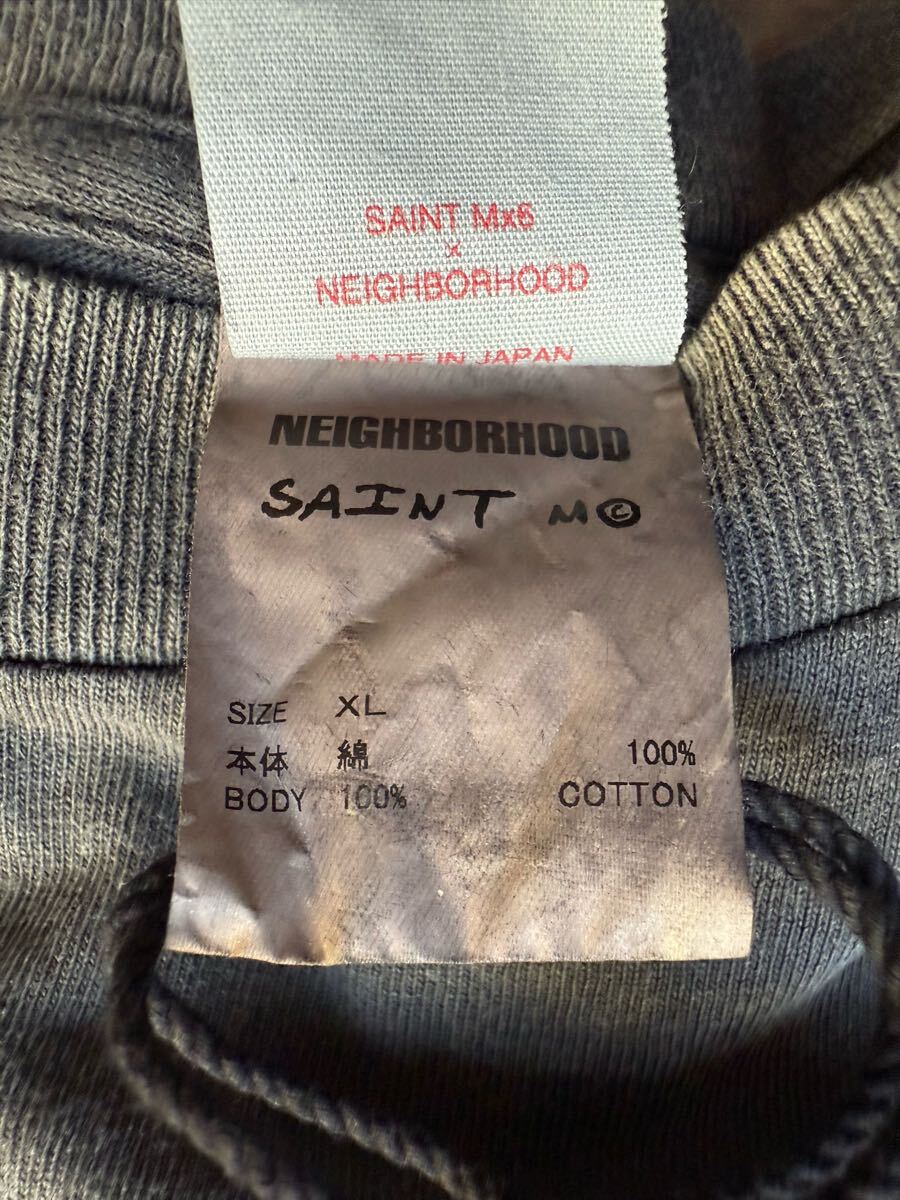 SAINT Mx6
×
NEIGHBORHOOD
MADE IN JAPAN
NEIGHBORHOOD
SAINT M©
SIZE XL
本体 綿 100%
BODY 100% COTTON